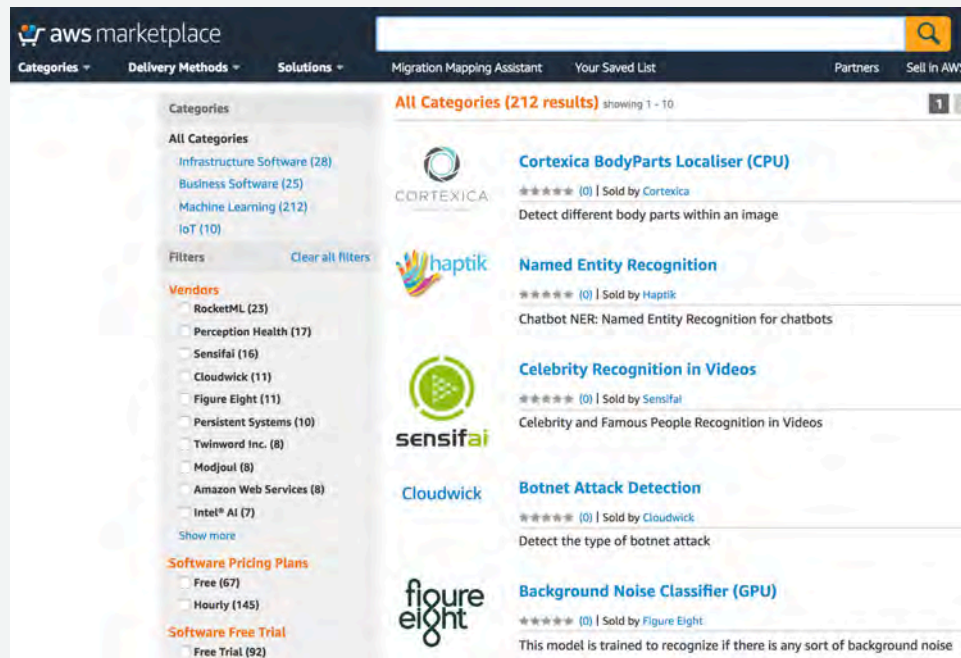 aws marketplace
Categories
Delivery Methods
Solutions
Migration Mapping Assistant
Your Saved List
Partners
Sell in AWS
Categories
All Categories
Infrastructure Software (28)
Business Software (25)
Machine Learning (212)
IoT (10)
Filters
Clear all filters
Vendors
RocketML (23)
Perception Health (17)
Sensifai (16)
Cloudwick (11)
Figure Eight (11)
Persistent Systems (10)
Twinword Inc. (8)
Modjoul (8)
Amazon Web Services (8)
Intel® AI (7)
Show more
Software Pricing Plans
Free (67)
Hourly (145)
Software Free Trial
Free Trial (92)
All Categories (212 results) showing 1 - 10
1
CORTEXICA
Cortexica BodyParts Localiser (CPU)
(0) | Sold by Cortexica
Detect different body parts within an image
haptik
Named Entity Recognition
(0) | Sold by Haptik
Chatbot NER: Named Entity Recognition for chatbots
sensifai
Celebrity Recognition in Videos
(0) | Sold by Sensifai
Celebrity and Famous People Recognition in Videos
Cloudwick
Botnet Attack Detection
(0) | Sold by Cloudwick
Detect the type of botnet attack
figure
eight
Background Noise Classifier (GPU)
(0) | Sold by Figure Eight
This model is trained to recognize if there is any sort of background noise